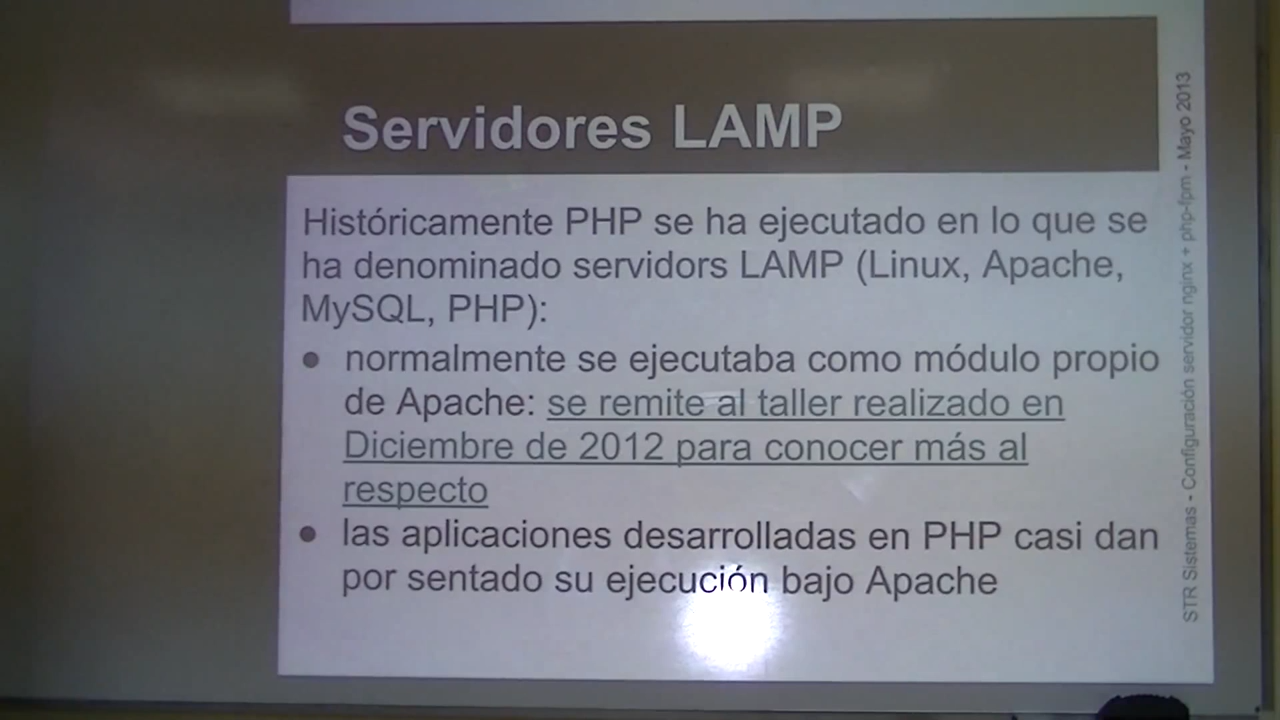 Servidores LAMP
Históricamente PHP se ha ejecutado en lo que se
ha denominado servidors LAMP (Linux, Apache,
MySQL, PHP):
● normalmente se ejecutaba como módulo propio
de Apache: se remite al taller realizado en
Diciembre de 2012 para conocer más al
respecto
● las aplicaciones desarrolladas en PHP casi dan
por sentado su ejecución bajo Apache
STR Sistemas - Configuración servidor nginx + php-fpm - Mayo 2013